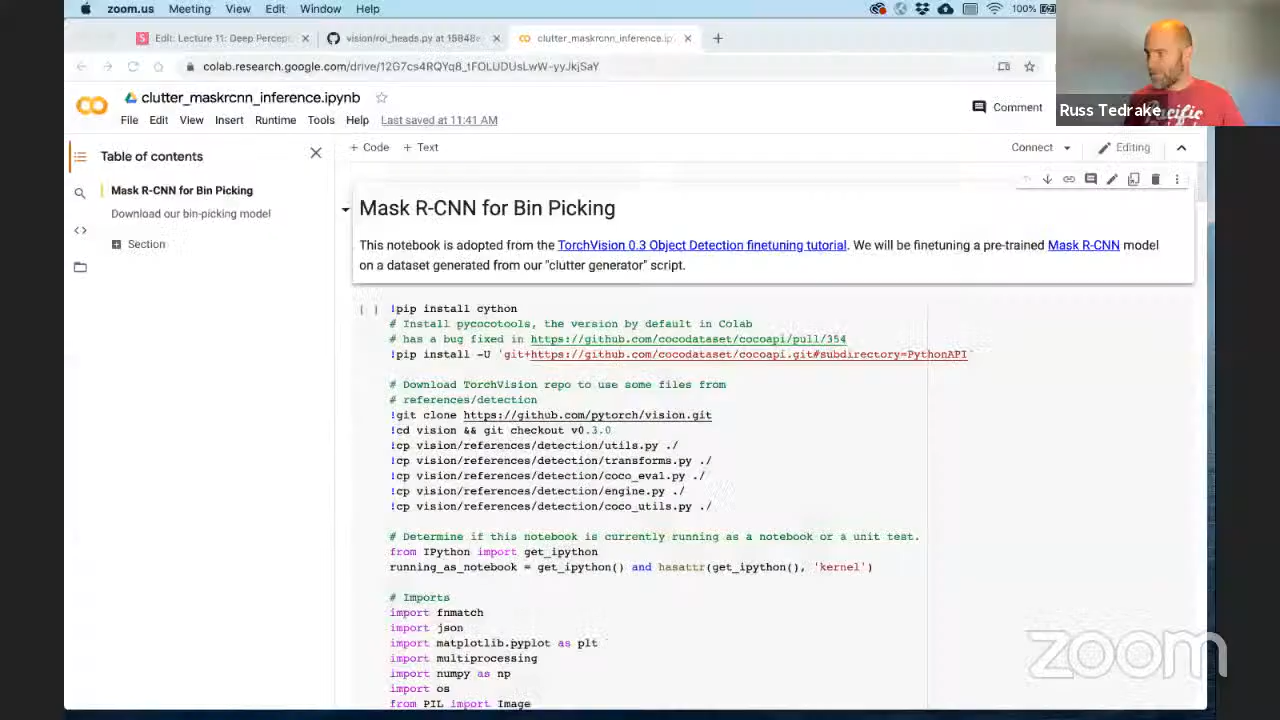 zoom.us Meeting View Edit Window Help 100%
Edit: Lecture 11: Deep Percep
vision/roi_heads.py at 15848e
clutter_maskrcnn_inference.ip
colab.research.google.com/drive/12G7cs4RQYq8_tFOLUDUsLwW-yyJkjSaY
clutter_maskrcnn_inference.ipynb
Comment
File Edit View Insert Runtime Tools Help Last saved at 11:41 AM
Russ Tedrake
Pacific
Table of contents
+ Code + Text
Connect
Editing
Mask R-CNN for Bin Picking
Download our bin-picking model
Section
Mask R-CNN for Bin Picking
This notebook is adopted from the TorchVision 0.3 Object Detection finetuning tutorial. We will be finetuning a pre-trained Mask R-CNN model
on a dataset generated from our "clutter generator" script.
[ ] !pip install cython
# Install pycocotools, the version by default in Colab
# has a bug fixed in https://github.com/cocodataset/cocoapi/pull/354
!pip install -U 'git+https://github.com/cocodataset/cocoapi.git#subdirectory=PythonAPI'
# Download TorchVision repo to use some files from
# references/detection
!git clone https://github.com/pytorch/vision.git
!cd vision && git checkout v0.3.0
!cp vision/references/detection/utils.py ./
!cp vision/references/detection/transforms.py ./
!cp vision/references/detection/coco_eval.py ./
!cp vision/references/detection/engine.py ./
!cp vision/references/detection/coco_utils.py ./
# Determine if this notebook is currently running as a notebook or a unit test.
from IPython import get_ipython
running_as_notebook = get_ipython() and hasattr(get_ipython(), 'kernel')
# Imports
import fnmatch
import json
import matplotlib.pyplot as plt
import multiprocessing
import numpy as np
import os
from PIL import Image
zoom